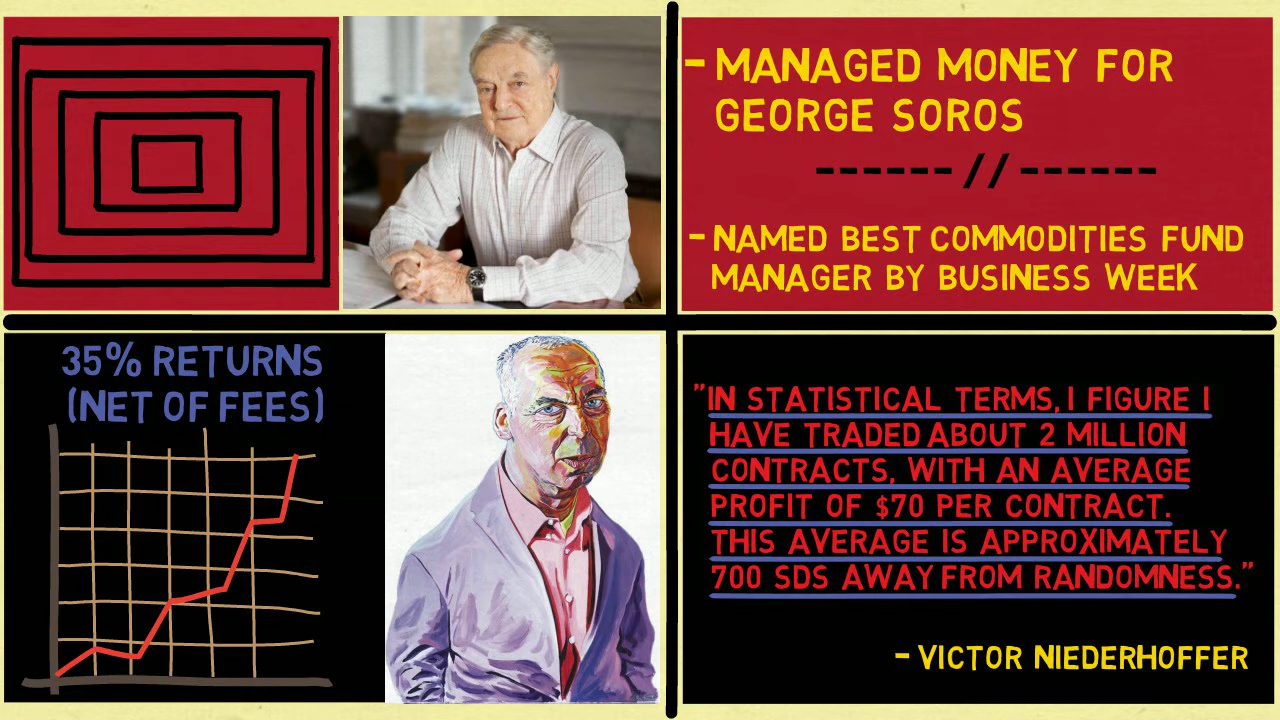 - MANAGED MONEY FOR
GEORGE SOROS
------ // ------
- NAMED BEST COMMODITIES FUND
MANAGER BY BUSINESS WEEK
35% RETURNS
(NET OF FEES)
"IN STATISTICAL TERMS, I FIGURE I
HAVE TRADED ABOUT 2 MILLION
CONTRACTS, WITH AN AVERAGE
PROFIT OF $70 PER CONTRACT.
THIS AVERAGE IS APPROXIMATELY
700 SDS AWAY FROM RANDOMNESS."
- VICTOR NIEDERHOFFER